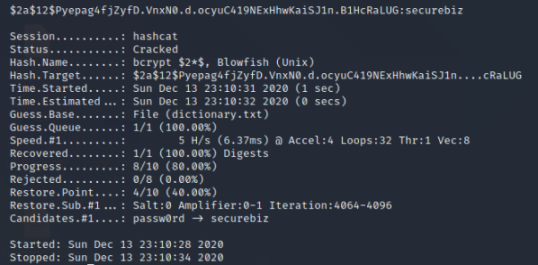 $2a$12$Pyepag4fjZyfD.VnxN0.d.ocyuC419NExHhwKaiSJ1n.B1HcRaLUG:securebiz
Session..........: hashcat
Status...........: Cracked
Hash.Name........: bcrypt $2*$, Blowfish (Unix)
Hash.Target......: $2a$12$Pyepag4fjZyfD.VnxN0.d.ocyuC419NExHhwKaiSJ1n....cRaLUG
Time.Started.....: Sun Dec 13 23:10:31 2020 (1 sec)
Time.Estimated...: Sun Dec 13 23:10:32 2020 (0 secs)
Guess.Base.......: File (dictionary.txt)
Guess.Queue......: 1/1 (100.00%)
Speed.#1.........: 5 H/s (6.37ms) @ Accel:4 Loops:32 Thr:1 Vec:8
Recovered........: 1/1 (100.00%) Digests
Progress.........: 8/10 (80.00%)
Rejected.........: 0/8 (0.00%)
Restore.Point....: 4/10 (40.00%)
Restore.Sub.#1...: Salt:0 Amplifier:0-1 Iteration:4064-4096
Candidates.#1....: passw0rd → securebiz
Started: Sun Dec 13 23:10:28 2020
Stopped: Sun Dec 13 23:10:34 2020